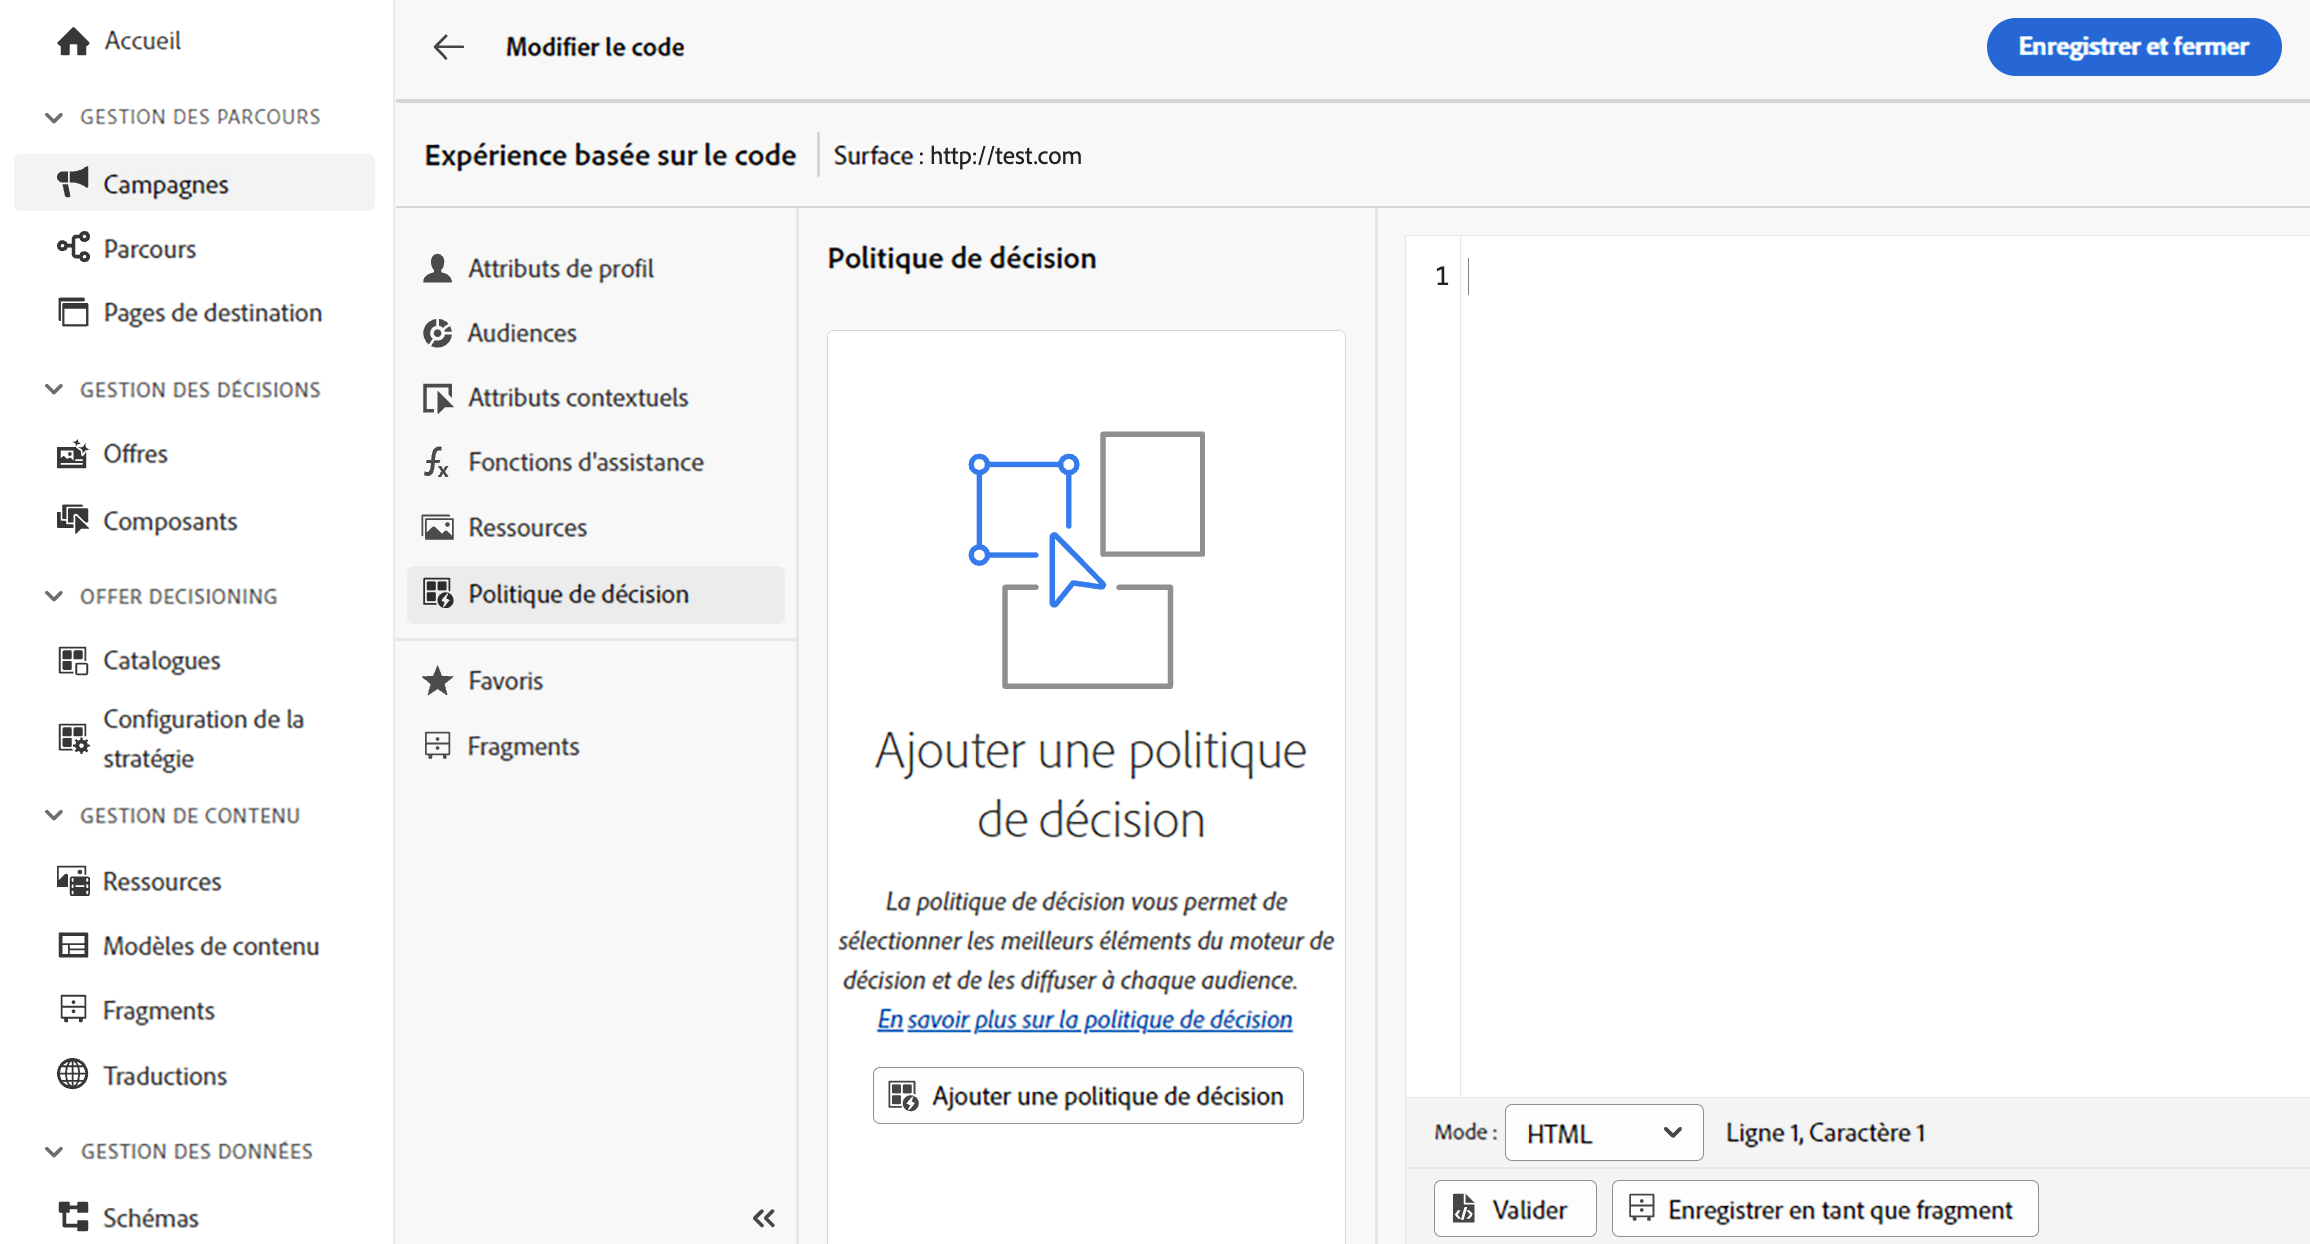 Accueil
GESTION DES PARCOURS
Campagnes
Parcours
Pages de destination
GESTION DES DÉCISIONS
Offres
Composants
OFFER DECISIONING
Catalogues
Configuration de la
stratégie
GESTION DE CONTENU
Ressources
Modèles de contenu
Fragments
Traductions
GESTION DES DONNÉES
Schémas
Modifier le code
Enregistrer et fermer
Expérience basée sur le code
Surface : http://test.com
Attributs de profil
Audiences
Attributs contextuels
Fonctions d'assistance
Ressources
Politique de décision
Favoris
Fragments
Politique de décision
Ajouter une politique
de décision
La politique de décision vous permet de
sélectionner les meilleurs éléments du moteur de
décision et de les diffuser à chaque audience.
En savoir plus sur la politique de décision
Ajouter une politique de décision
1
Mode : HTML
Ligne 1, Caractère 1
Valider
Enregistrer en tant que fragment